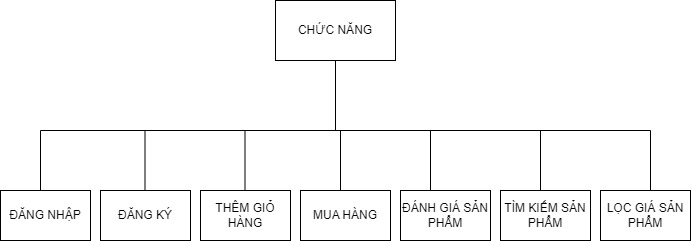 CHỨC NĂNG
ĐĂNG NHẬP
ĐĂNG KÝ
THÊM GIỎ
HÀNG
MUA HÀNG
ĐÁNH GIÁ SẢN
PHẨM
TÌM KIẾM SẢN
PHẨM
LỌC GIÁ SẢN
PHẨM